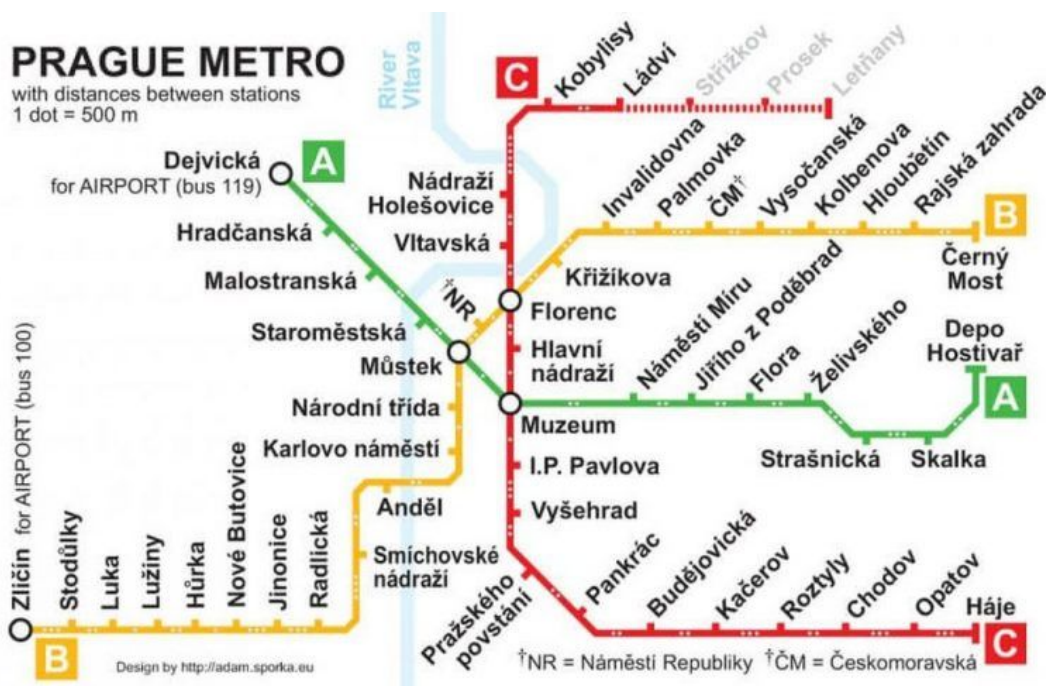 PRAGUE METRO
with distances between stations
1 dot = 500 m
River
Vltava
C
Kobylisy
Ládví
Střížkov
Prosek
Letňany
Dejvická
for AIRPORT (bus 119)
A
Hradčanská
Malostranská
Staroměstská
Můstek
Nádraží
Holešovice
Vltavská
†NR
Florenc
Křižíkova
Invalidovna
Palmovka
ČM†
Vysočanská
Kolbenova
Hloubětín
Rajská zahrada
B
Černý
Most
Hlavní
nádraží
Muzeum
Náměstí Míru
Jiřího z Poděbrad
Flora
Želivského
Strašnická
Skalka
Depo
Hostivař
A
Národní třída
Karlovo náměstí
Anděl
Smíchovské
nádraží
I.P. Pavlova
Vyšehrad
Zličín for AIRPORT (bus 100)
Stodůlky
Luka
Lužiny
Hůrka
Nové Butovice
Jinonice
Radlická
B
Pražského
povstání
Pankrác
Budějovická
Kačerov
Roztyly
Chodov
Opatov
Háje
C
Design by http://adam.sporka.eu
†NR = Náměstí Republiky †ČM = Českomoravská